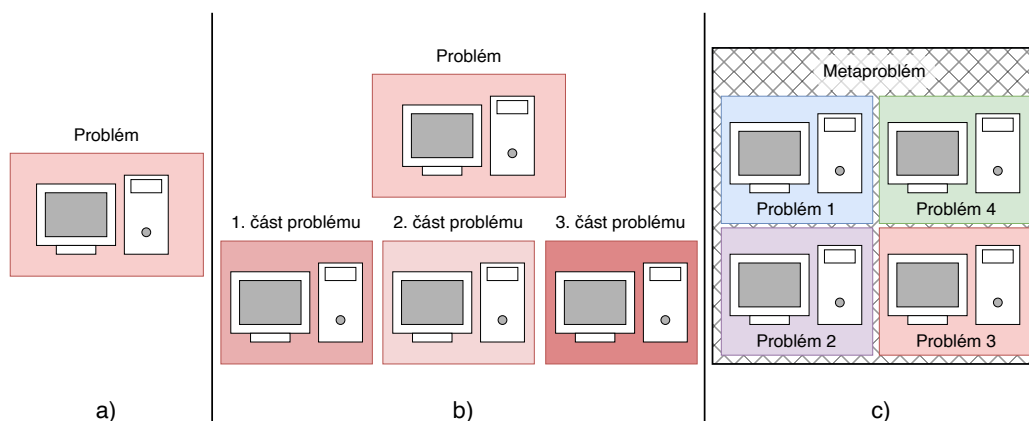 Problém
a)
Problém
1. část problému
2. část problému
3. část problému
b)
Metaproblém
Problém 1
Problém 4
Problém 2
Problém 3
c)